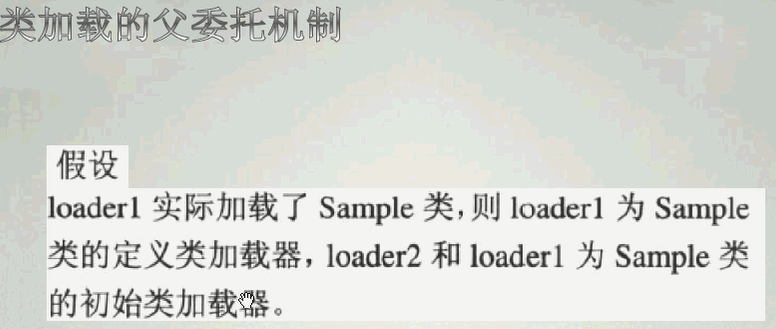 类加载的父委托机制
假设
loader1 实际加载了 Sample 类,则 loader1 为 Sample
类的定义类加载器, loader2 和 loader1 为 Sample 类
的初始类加载器。